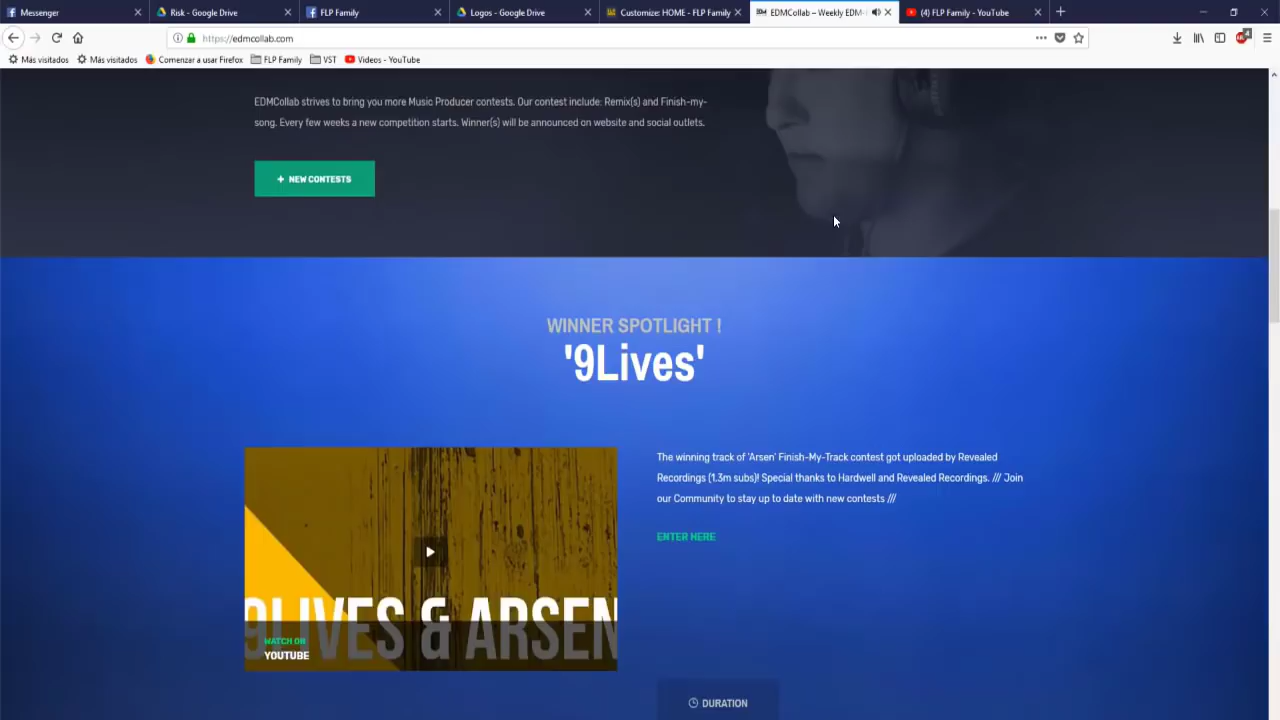 Messenger
Risk - Google Drive
FLP Family
Logos - Google Drive
Customize: HOME - FLP Family
EDMCollab – Weekly EDM
(4) FLP Family - YouTube
https://edmcollab.com
4
Más visitados
Más visitados
Comenzar a usar Firefox
FLP Family
VST
Videos - YouTube
EDMCollab strives to bring you more Music Producer contests. Our contest include: Remix(s) and Finish-my-
song. Every few weeks a new competition starts. Winner(s) will be announced on website and social outlets.
+ NEW CONTESTS
WINNER SPOTLIGHT !
'9Lives'
The winning track of 'Arsen' Finish-My-Track contest got uploaded by Revealed
Recordings (1.3m subs)! Special thanks to Hardwell and Revealed Recordings. /// Join
our Community to stay up to date with new contests ///
ENTER HERE
9LIVES & ARSEN
WATCH ON
YOUTUBE
DURATION